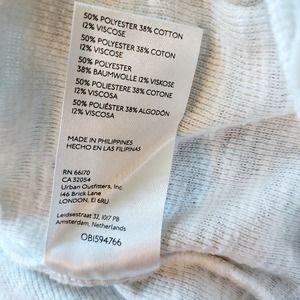 50% POLYESTER 38% COTTON
12% VISCOSE
50% POLYESTER 38% COTON
12% VISCOSE
50% POLYESTER
38% BAUMWOLLE 12% VISKOSE
50% POLIESTERE 38% COTONE
12% VISCOSA
50% POLIÉSTER 38% ALGODÓN
12% VISCOSA
MADE IN PHILIPPINES
HECHO EN LAS FILIPINAS
RN 66170
CA 32054
Urban Outfitters, Inc
146 Brick Lane
LONDON, E1 6RU
Leidsestraat 32, 1017 PB
Amsterdam, Netherlands
OB1594766